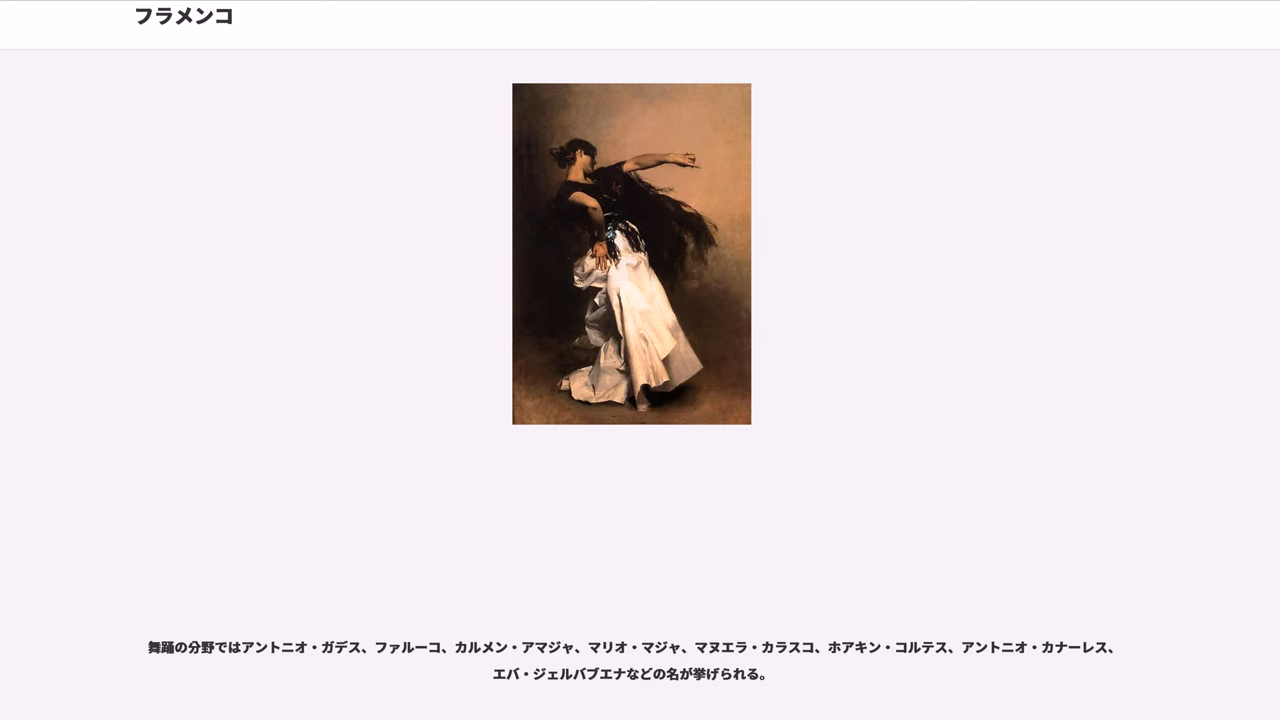 フラメンコ
舞踊の分野ではアントニオ・ガデス、ファルーコ、カルメン・アマジャ、マリオ・マジャ、マヌエラ・カラスコ、ホアキン・コルテス、アントニオ・カナーレス、
エバ・ジェルバブエナなどの名が挙げられる。